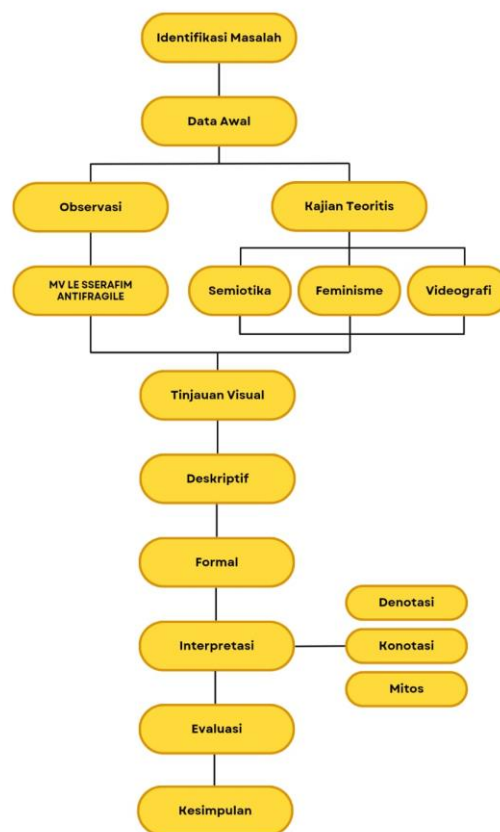 Identifikasi Masalah
Data Awal
Observasi
Kajian Teoritis
MV LE SSERAFIM
ANTIFRAGILE
Semiotika
Feminisme
Videografi
Tinjauan Visual
Deskriptif
Formal
Interpretasi
Denotasi
Konotasi
Mitos
Evaluasi
Kesimpulan